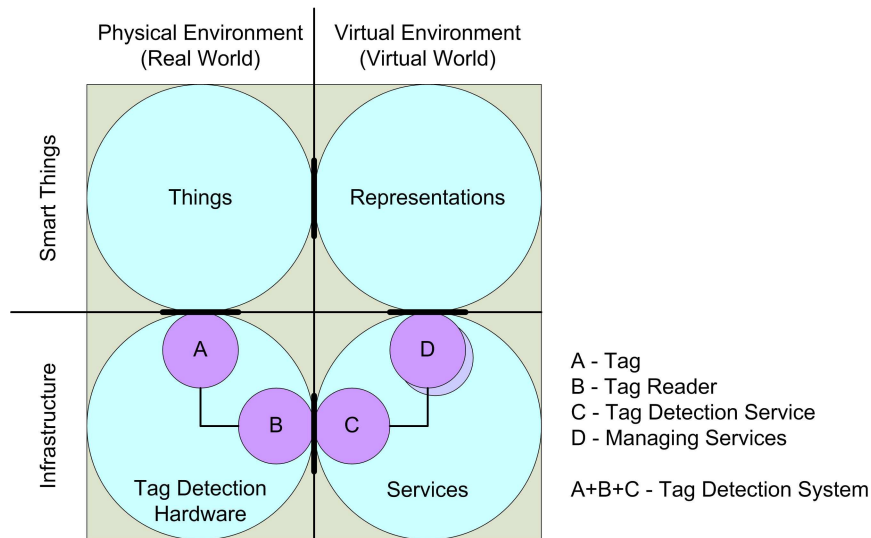 Physical Environment
(Real World)
Virtual Environment
(Virtual World)
Smart Things
Things
Representations
Infrastructure
A
D
B
C
Tag Detection
Hardware
Services
A - Tag
B - Tag Reader
C - Tag Detection Service
D - Managing Services
A+B+C - Tag Detection System